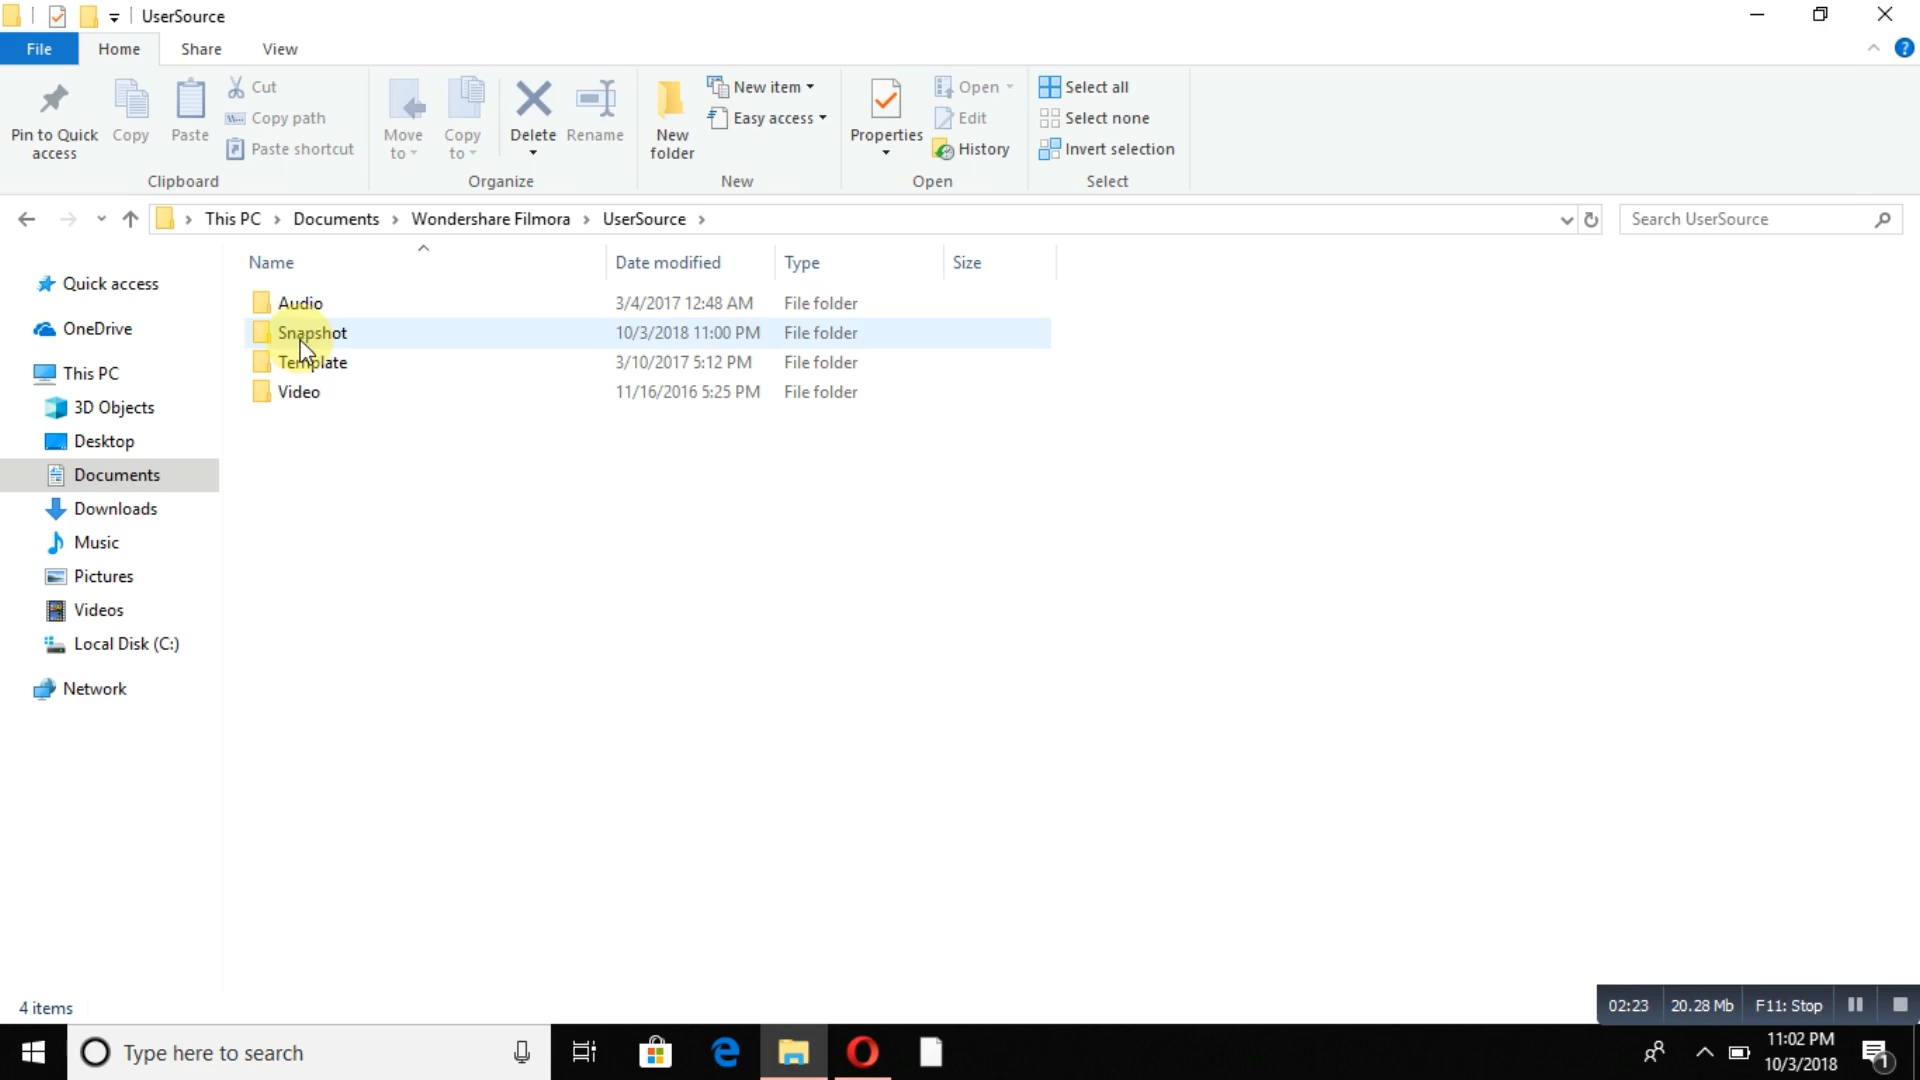 UserSource
File Home Share View
Pin to Quick access
Copy
Paste
Cut
Copy path
Paste shortcut
Clipboard
Move to
Copy to
Delete
Rename
Organize
New folder
New item
Easy access
New
Properties
Open
Edit
History
Open
Select all
Select none
Invert selection
Select
This PC > Documents > Wondershare Filmora > UserSource >
Search UserSource
Quick access
OneDrive
This PC
3D Objects
Desktop
Documents
Downloads
Music
Pictures
Videos
Local Disk (C:)
Network
Name Date modified Type Size
Audio 3/4/2017 12:48 AM File folder
Snapshot 10/3/2018 11:00 PM File folder
Template 3/10/2017 5:12 PM File folder
Video 11/16/2016 5:25 PM File folder
4 items
02:23 20.28 Mb F11: Stop
Type here to search
11:02 PM
10/3/2018
1